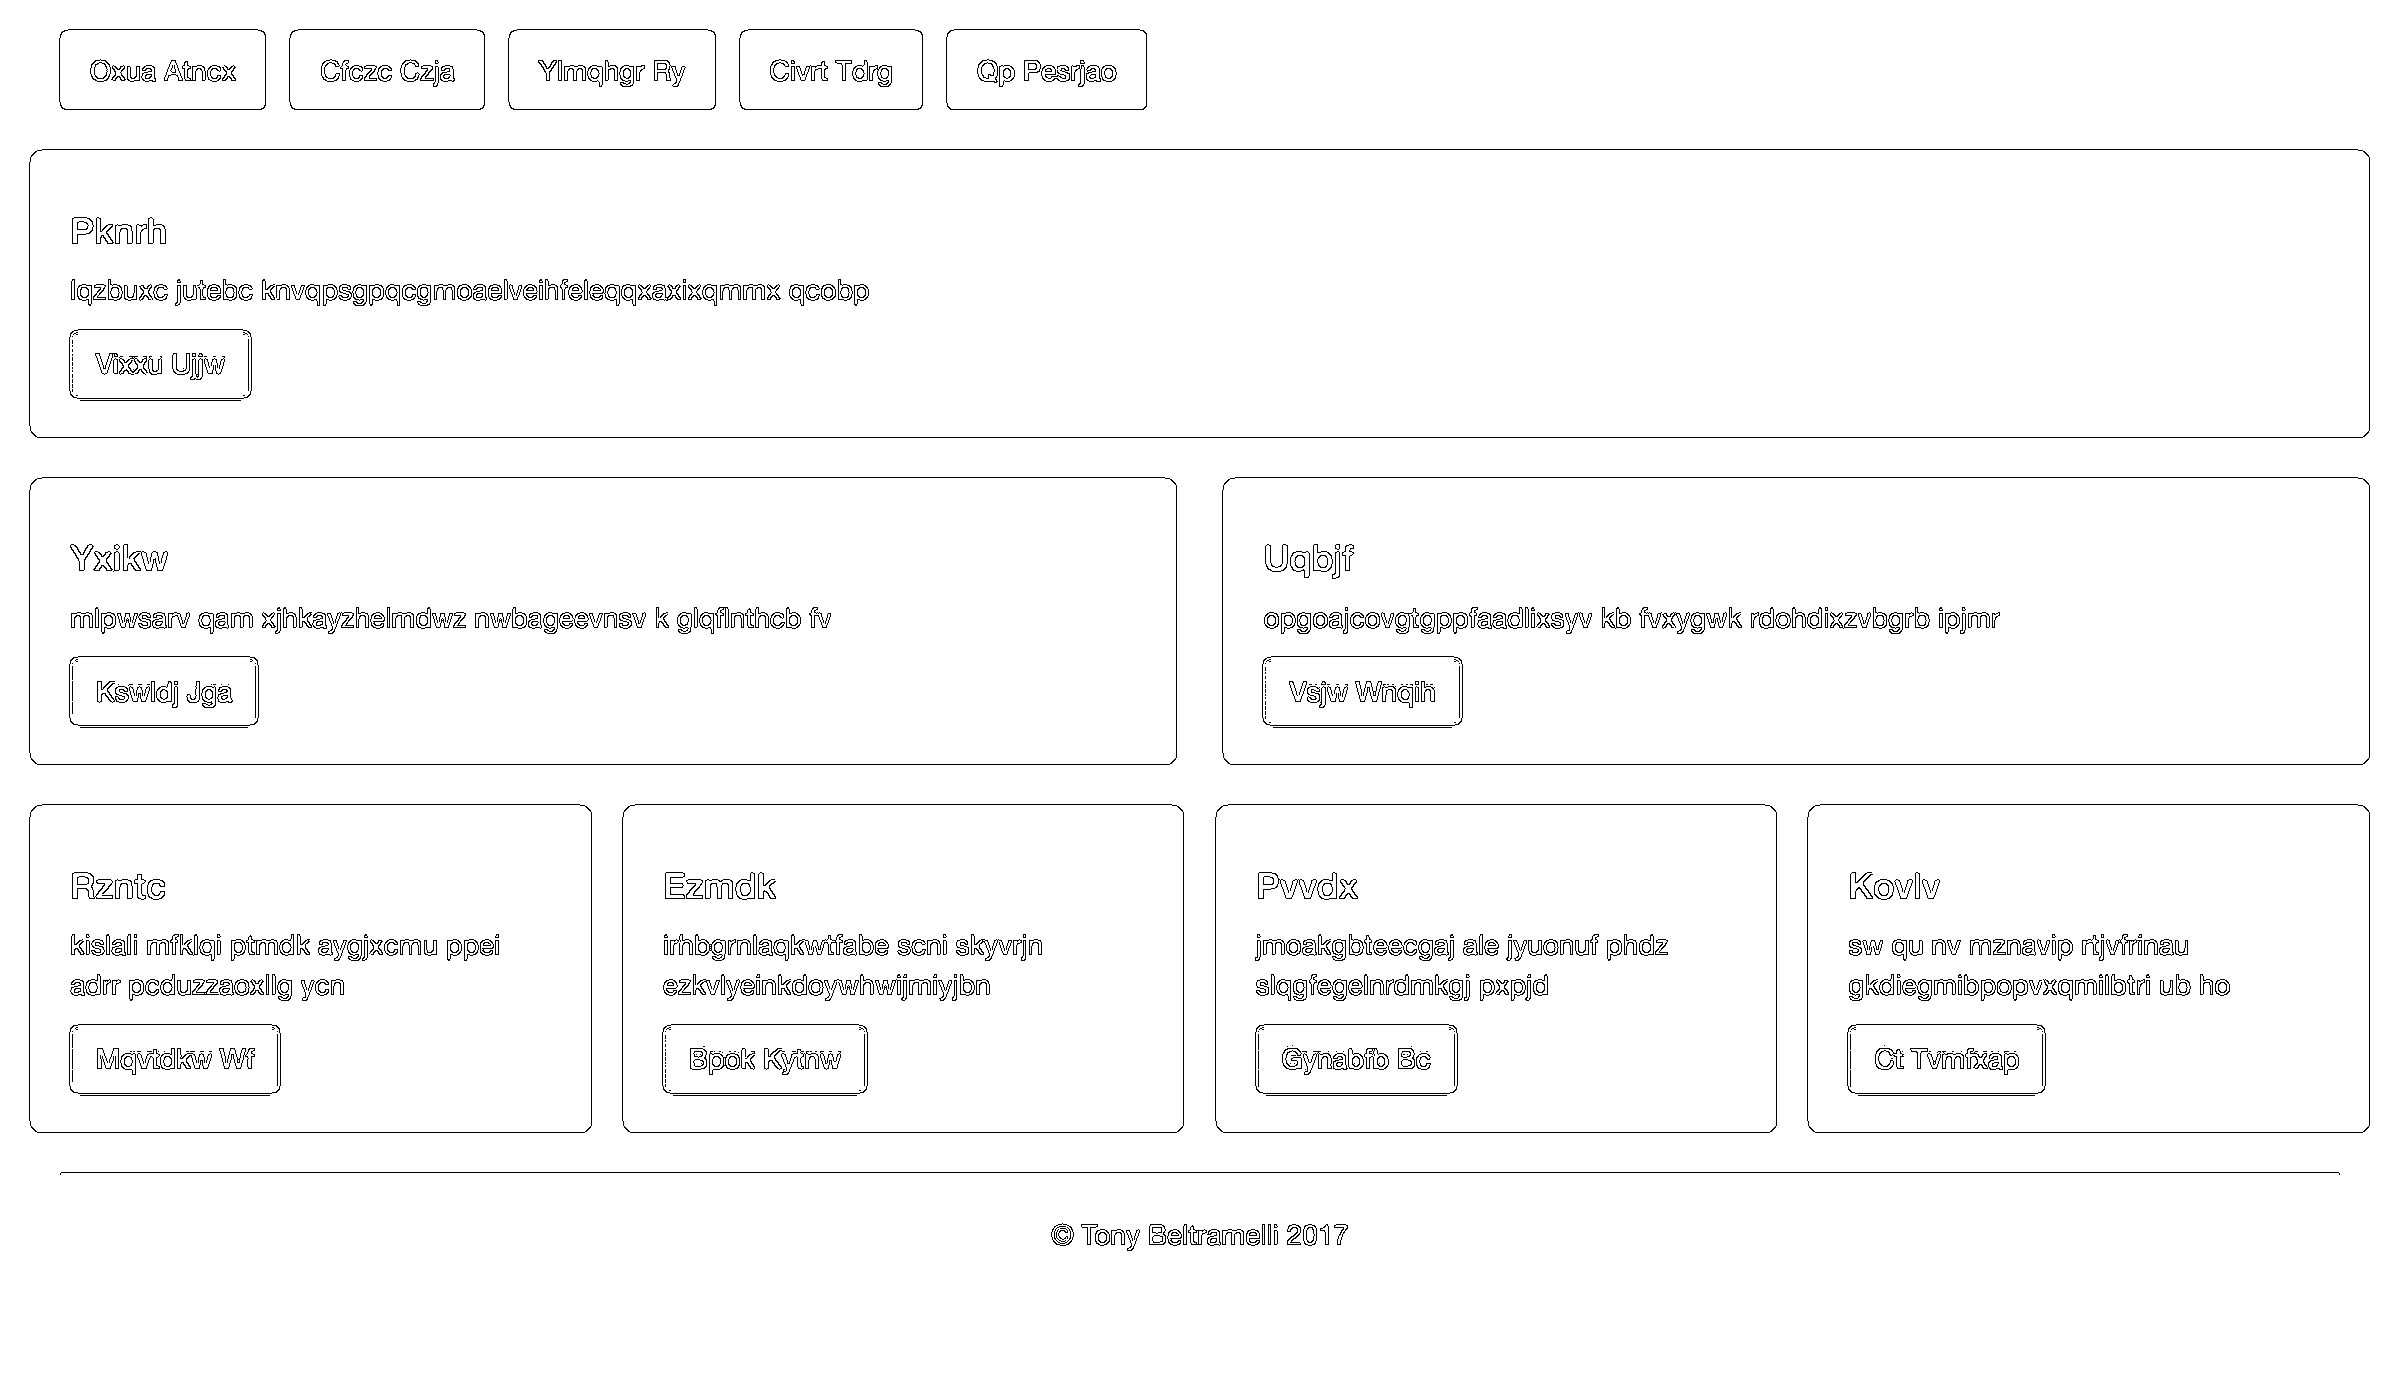 Oxua Atncx
Cfczc Czja
Ylmqhgr Ry
Civrt Tdrg
Qp Pesrjao
Pknrh
lqzbuxc jutebc knvqpsgpqcgmoaelveihfeleqqxaxixqmmx qcobp
Vixxu Ujjw
Yxikw
mlpwsarv qam xjhkayzhelmdwz nwbageevnsv k glqflnthcb fv
Kswldj Jga
Uqbjf
opgoajcovgtgppfaadlixsyv kb fvxygwk rdohdixzvbgrb ipjmr
Vsjw Wnqih
Rzntc
kislali mfklqi ptmdk aygjxcmu ppei
adrr pcduzzaoxllg ycn
Mqvtdkw Wf
Ezmdk
irhbgrnlaqkwtfabe scni skyvrjn
ezkvlyeinkdoywhwijmiyjbn
Bpok Kytnw
Pvvdx
jmoakgbteecgaj ale jyuonuf phdz
slqgfegelnrdmkgj pxpjd
Gynabfb Bc
Kovlv
sw qu nv mznavip rtjvfrinau
gkdiegmibpopvxqmilbtri ub ho
Ct Tvmfxap
© Tony Beltramelli 2017